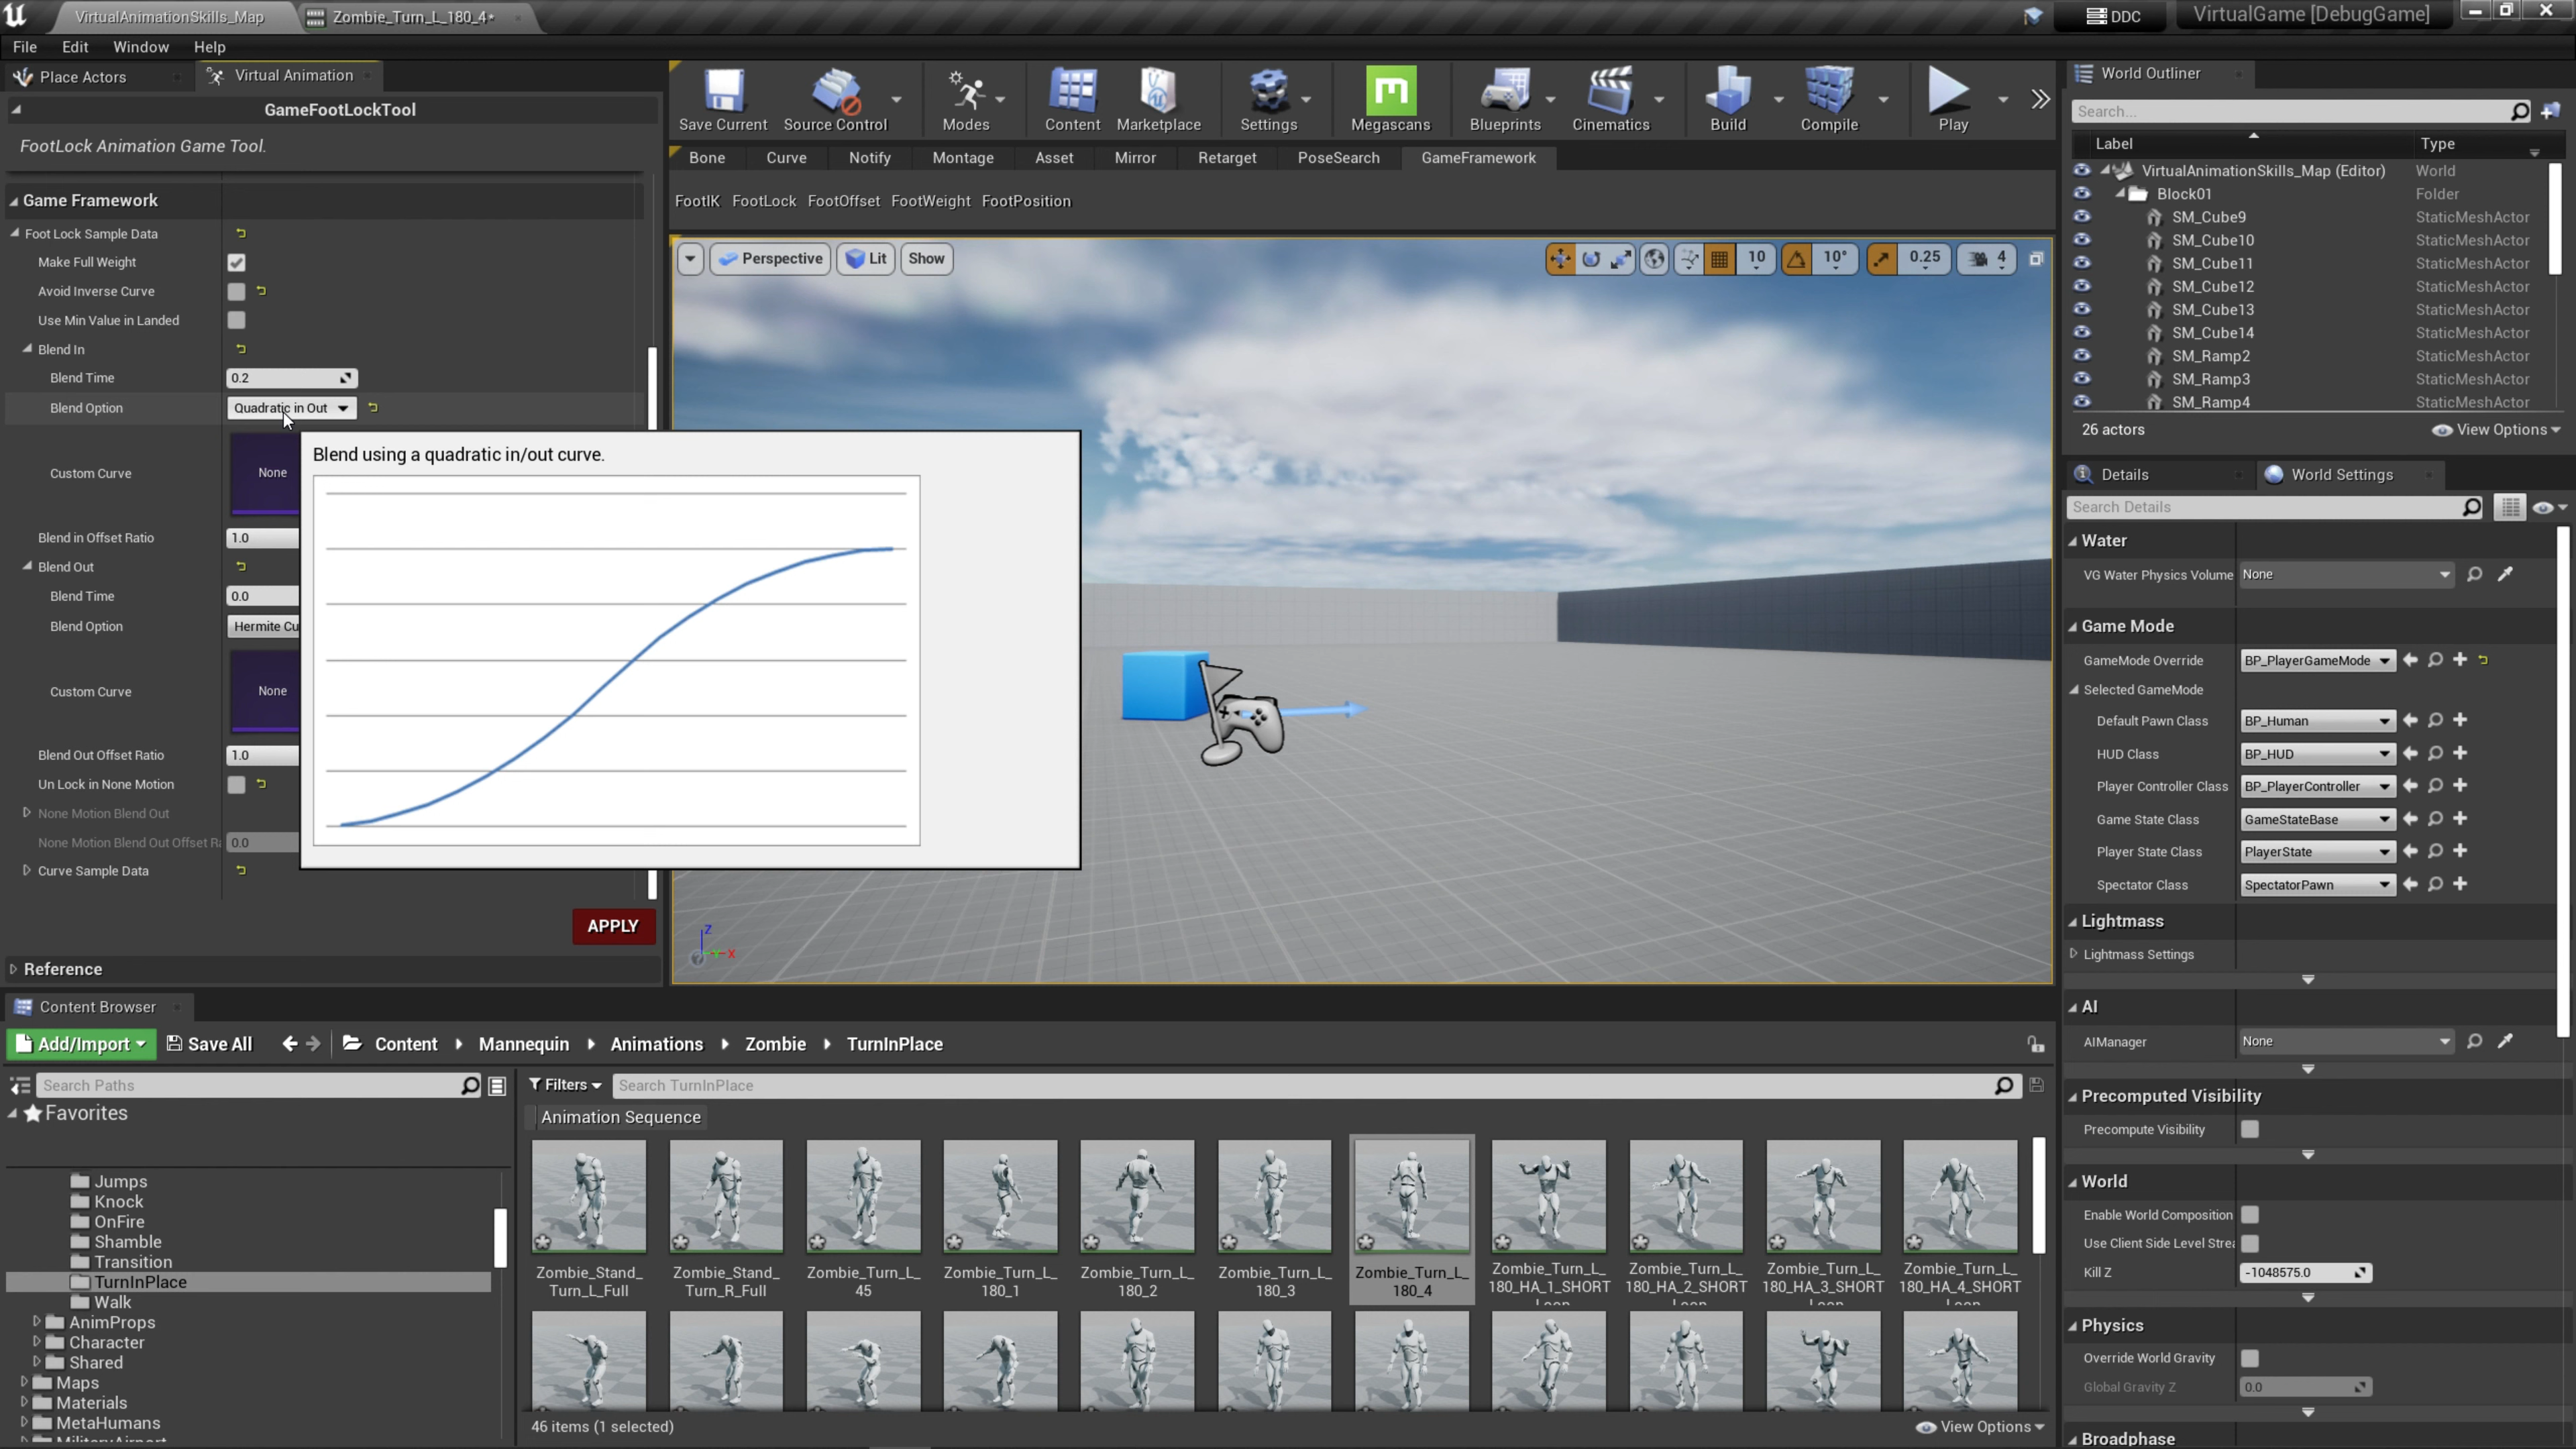 VirtualAnimationSkills_Map
Zombie_Turn_L_180_4*
DDC
VirtualGame [DebugGame]
File Edit Window Help
Place Actors
Virtual Animation
GameFootLockTool
FootLock Animation Game Tool.
Game Framework
Foot Lock Sample Data
Make Full Weight
Avoid Inverse Curve
Use Min Value in Landed
Blend In
Blend Time 0.2
Blend Option Quadratic in Out
Custom Curve None
Blend in Offset Ratio 1.0
Blend Out
Blend Time 0.0
Blend Option Hermite Cu
Custom Curve None
Blend Out Offset Ratio 1.0
Un Lock in None Motion
None Motion Blend Out
None Motion Blend Out Offset Ra 0.0
Curve Sample Data
APPLY
Reference
Blend using a quadratic in/out curve.
Save Current
Source Control
Modes
Content
Marketplace
Settings
Megascans
Blueprints
Cinematics
Build
Compile
Play
Bone Curve Notify Montage Asset Mirror Retarget PoseSearch GameFramework
FootIK FootLock FootOffset FootWeight FootPosition
Perspective
Lit
Show
10
10°
0.25
4
Z
X
World Outliner
Search...
Label Type
VirtualAnimationSkills_Map (Editor) World
Block01 Folder
SM_Cube9 StaticMeshActor
SM_Cube10 StaticMeshActor
SM_Cube11 StaticMeshActor
SM_Cube12 StaticMeshActor
SM_Cube13 StaticMeshActor
SM_Cube14 StaticMeshActor
SM_Ramp2 StaticMeshActor
SM_Ramp3 StaticMeshActor
SM_Ramp4 StaticMeshActor
26 actors
View Options
Details
World Settings
Search Details
Water
VG Water Physics Volume None
Game Mode
GameMode Override BP_PlayerGameMode
Selected GameMode
Default Pawn Class BP_Human
HUD Class BP_HUD
Player Controller Class BP_PlayerController
Game State Class GameStateBase
Player State Class PlayerState
Spectator Class SpectatorPawn
Lightmass
Lightmass Settings
AI
AIManager None
Precomputed Visibility
Precompute Visibility
World
Enable World Composition
Use Client Side Level Strea
Kill Z -1048575.0
Physics
Override World Gravity
Global Gravity Z 0.0
Broadphase
Content Browser
Add/Import
Save All
Content Mannequin Animations Zombie TurnInPlace
Search Paths
Favorites
Jumps
Knock
OnFire
Shamble
Transition
TurnInPlace
Walk
AnimProps
Character
Shared
Maps
Materials
MetaHumans
Filters
Search TurnInPlace
Animation Sequence
Zombie_Stand_
Turn_L_Full
Zombie_Stand_
Turn_R_Full
Zombie_Turn_L_
45
Zombie_Turn_L_
180_1
Zombie_Turn_L_
180_2
Zombie_Turn_L_
180_3
Zombie_Turn_L_
180_4
Zombie_Turn_L_
180_HA_1_SHORT
Zombie_Turn_L_
180_HA_2_SHORT
Zombie_Turn_L_
180_HA_3_SHORT
Zombie_Turn_L_
180_HA_4_SHORT
46 items (1 selected)
View Options